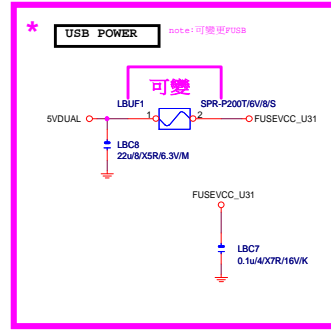 * USB POWER note:可變更FUSB
可變
LBUF1 SPR-P200T/6V/8/S
5VDUAL 1 2 FUSEVCC_U31
LBC8
22u/8/X5R/6.3V/M
FUSEVCC_U31
LBC7
0.1u/4/X7R/16V/K